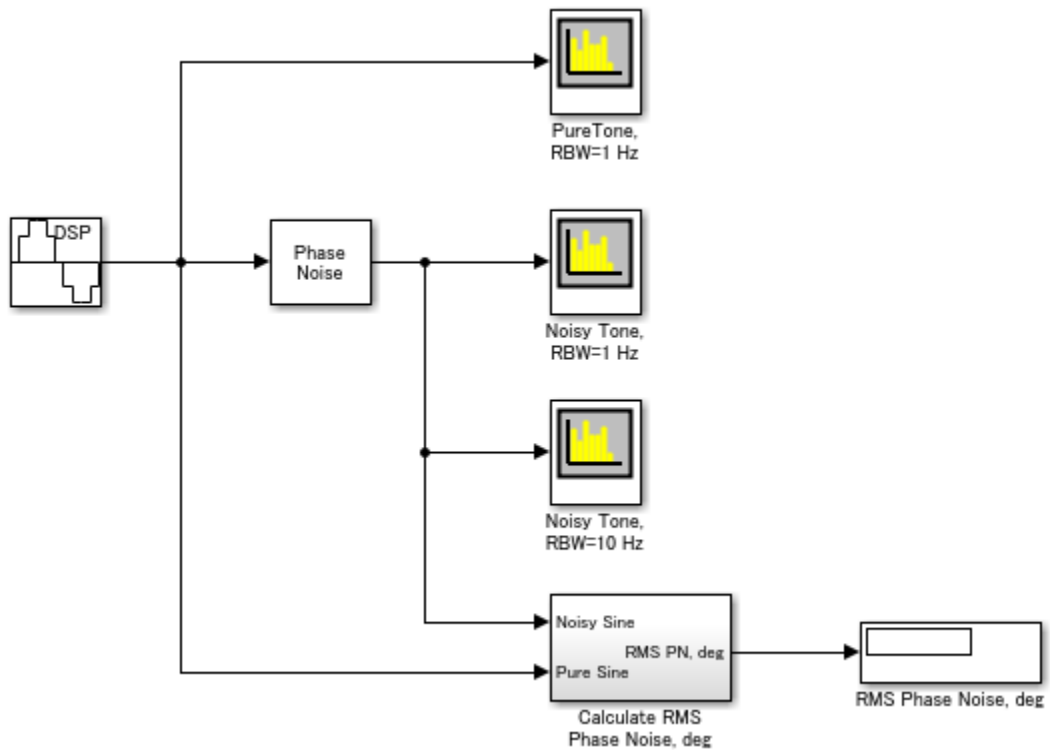 PureTone,
RBW=1 Hz
DSP
Phase
Noise
Noisy Tone,
RBW=1 Hz
Noisy Tone,
RBW=10 Hz
Noisy Sine
RMS PN, deg
Pure Sine
Calculate RMS
Phase Noise, deg
RMS Phase Noise, deg